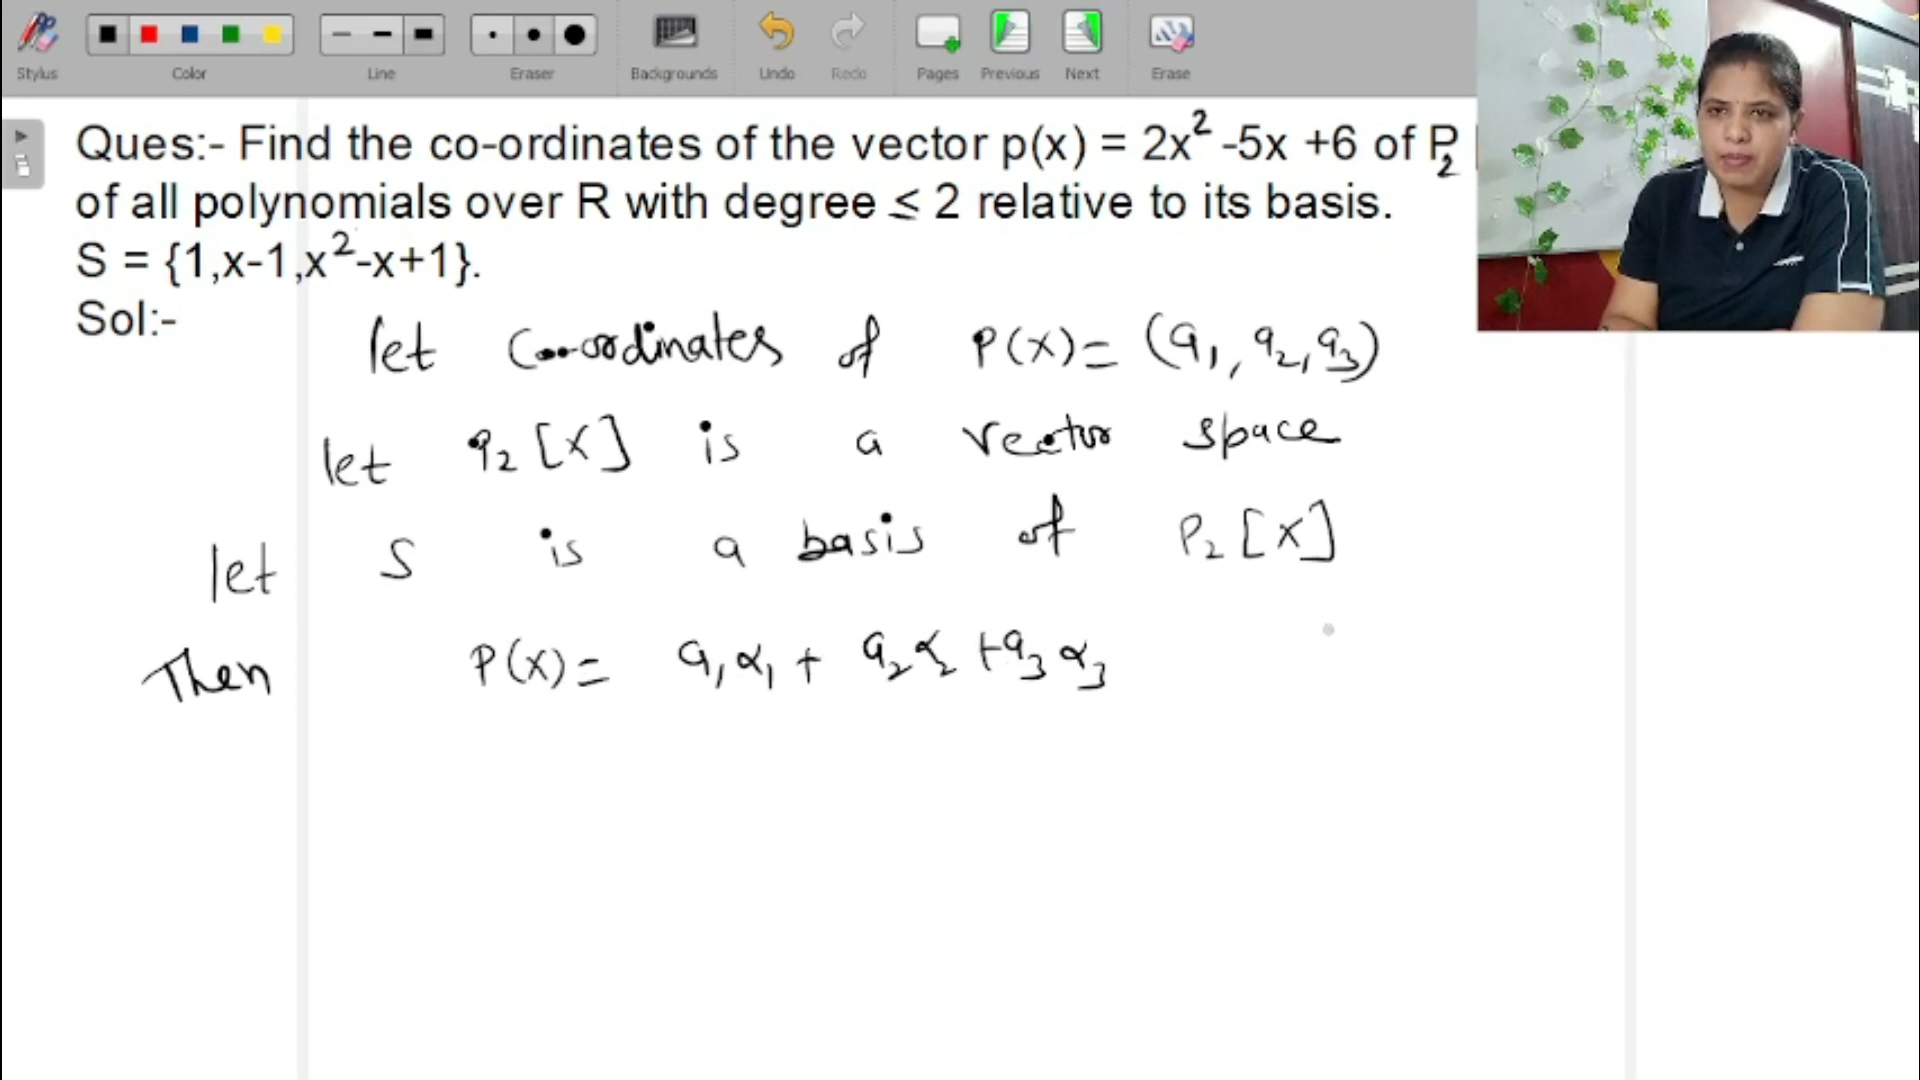 Stylus Color Line Eraser Backgrounds Undo Redo Pages Previous Next Erase
Ques:- Find the co-ordinates of the vector p(x) = 2x² -5x +6 of P₂
of all polynomials over R with degree ≤ 2 relative to its basis.
S = {1,x-1,x²-x+1}.
Sol:-
let Co-ordinates of P(x) = (a₁, a₂, a₃)
let P₂[x] is a vector space
let S is a basis of P₂[x]
Then P(x) = a₁α₁ + a₂α₂ + a₃α₃